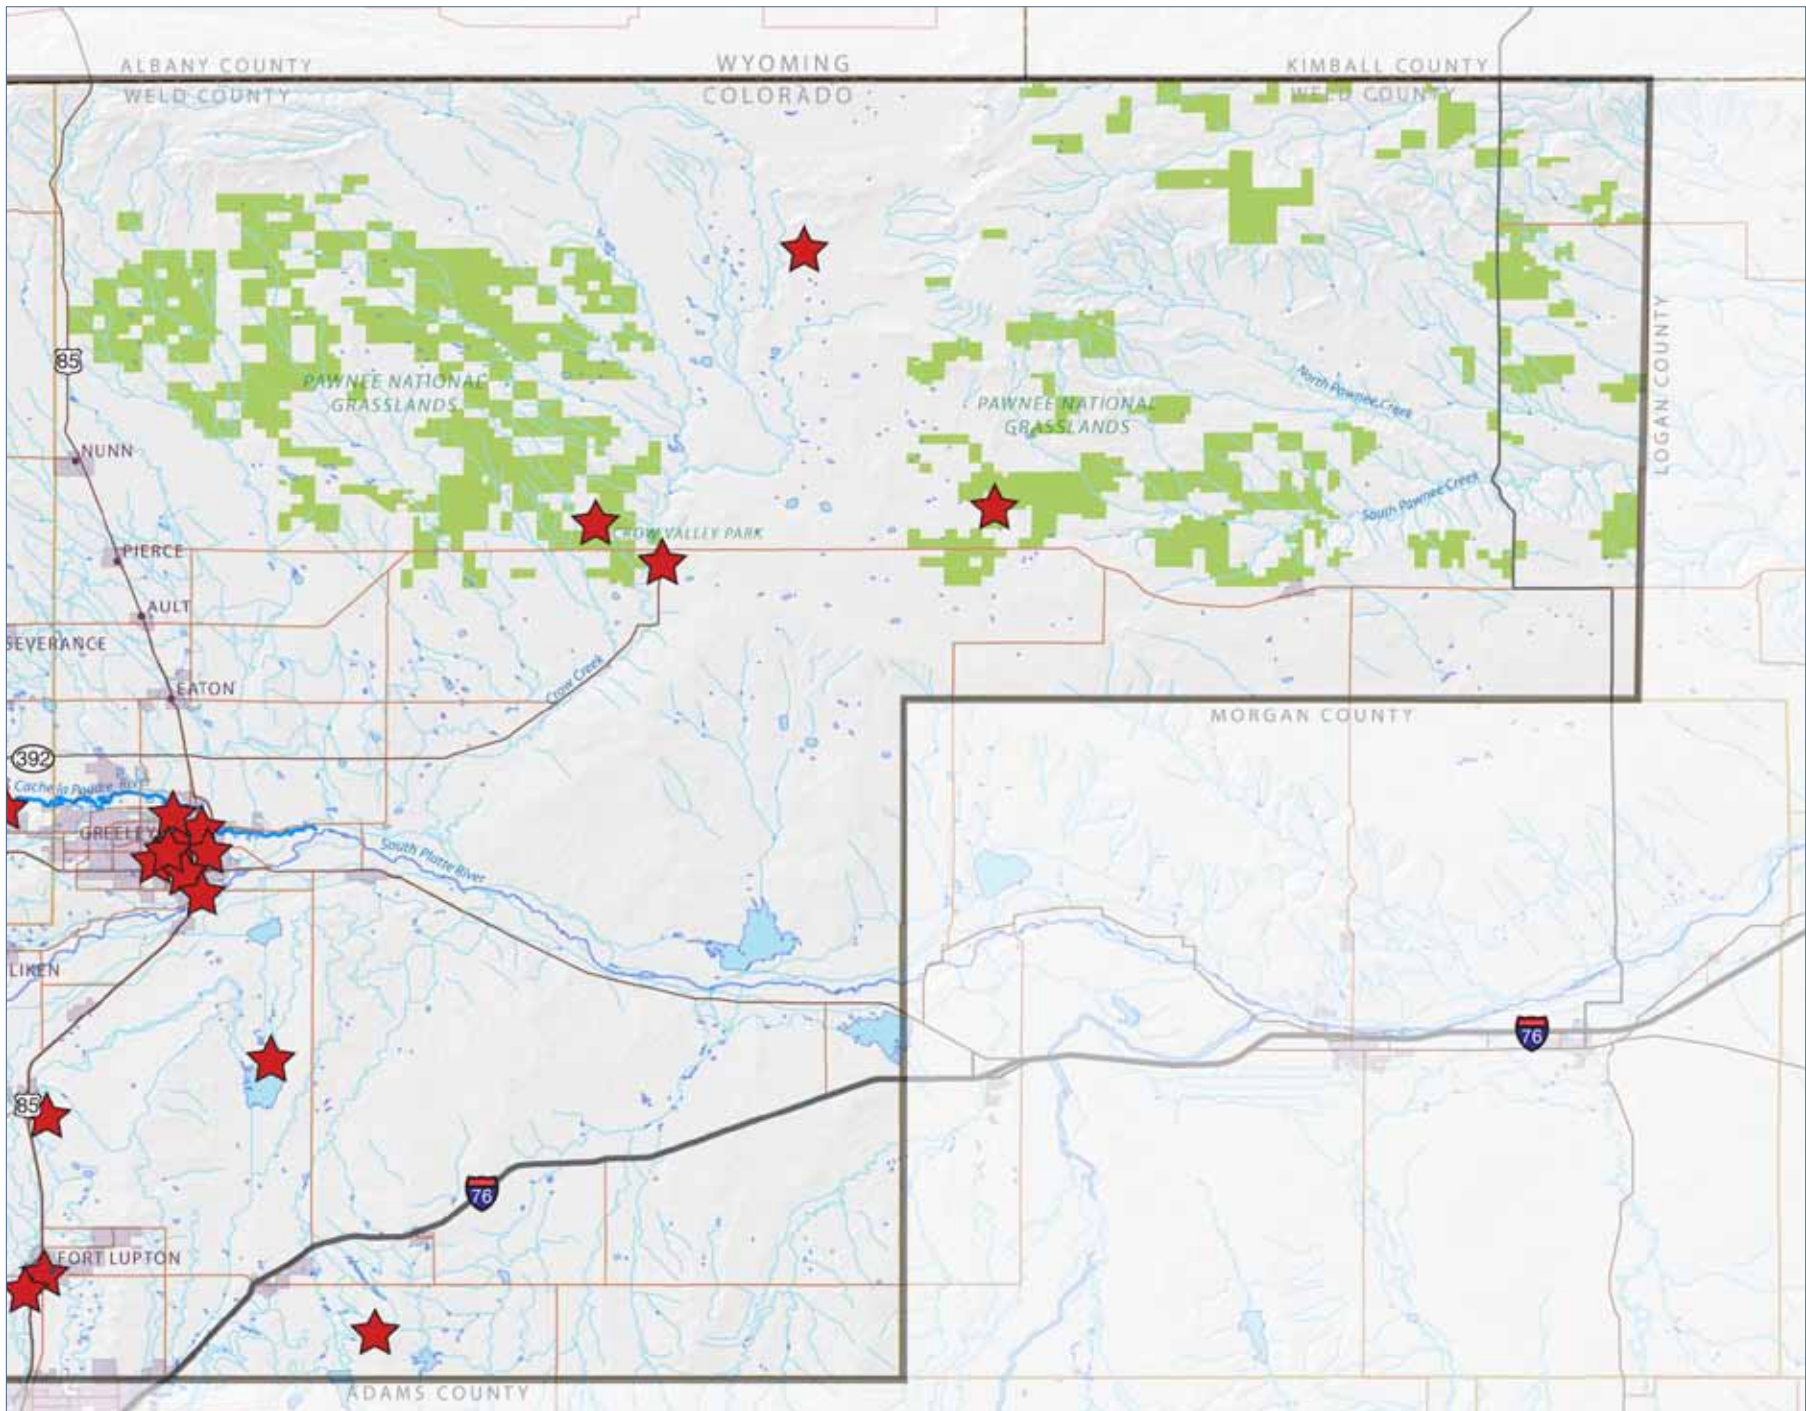 ALBANY COUNTY
WELD COUNTY
WYOMING
COLORADO
KIMBALL COUNTY
WELD COUNTY
LOGAN COUNTY
85
PAWNEE NATIONAL
GRASSLANDS
PAWNEE NATIONAL
GRASSLANDS
North Pawnee Creek
NUNN
South Pawnee Creek
CROW VALLEY PARK
PIERCE
AULT
SEVERANCE
EATON
Crow Creek
MORGAN COUNTY
392
Cache la Poudre River
GREELEY
South Platte River
LIKEN
76
85
76
FORT LUPTON
ADAMS COUNTY